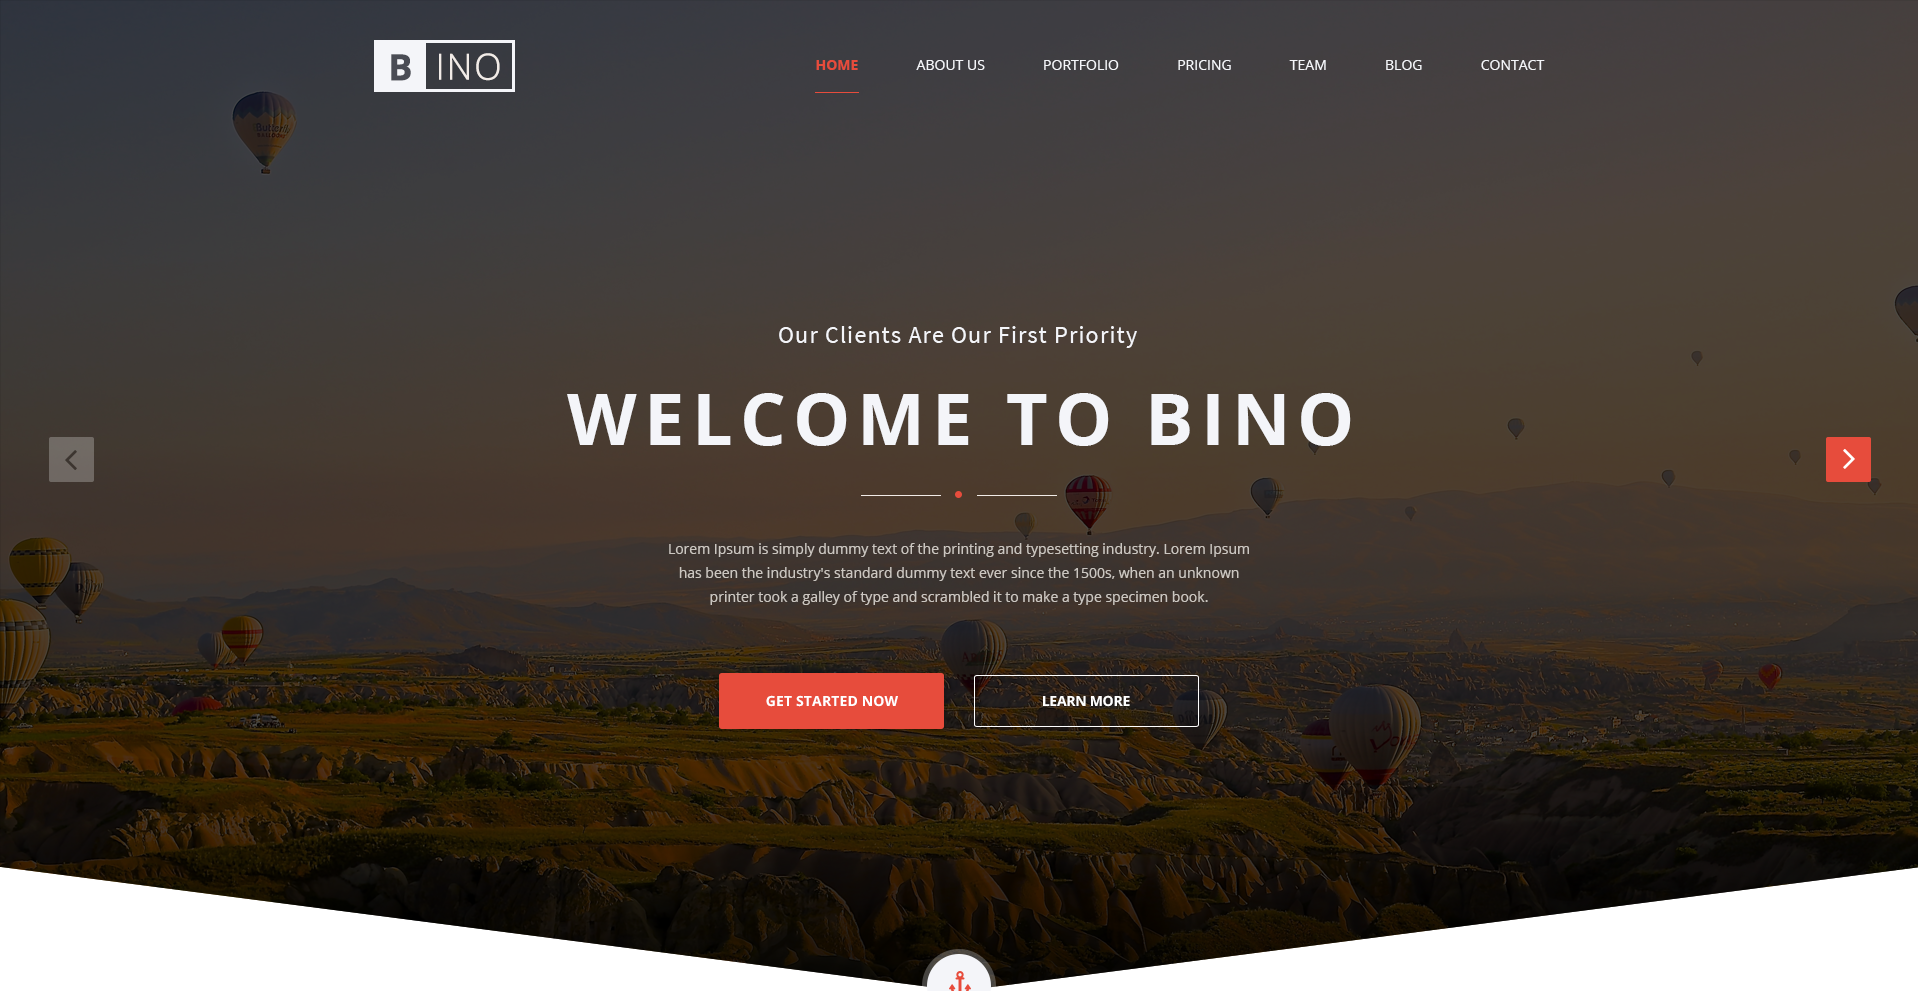 B INO
HOME ABOUT US PORTFOLIO PRICING TEAM BLOG CONTACT
Our Clients Are Our First Priority
WELCOME TO BINO
Lorem Ipsum is simply dummy text of the printing and typesetting industry. Lorem Ipsum
has been the industry's standard dummy text ever since the 1500s, when an unknown
printer took a galley of type and scrambled it to make a type specimen book.
GET STARTED NOW LEARN MORE